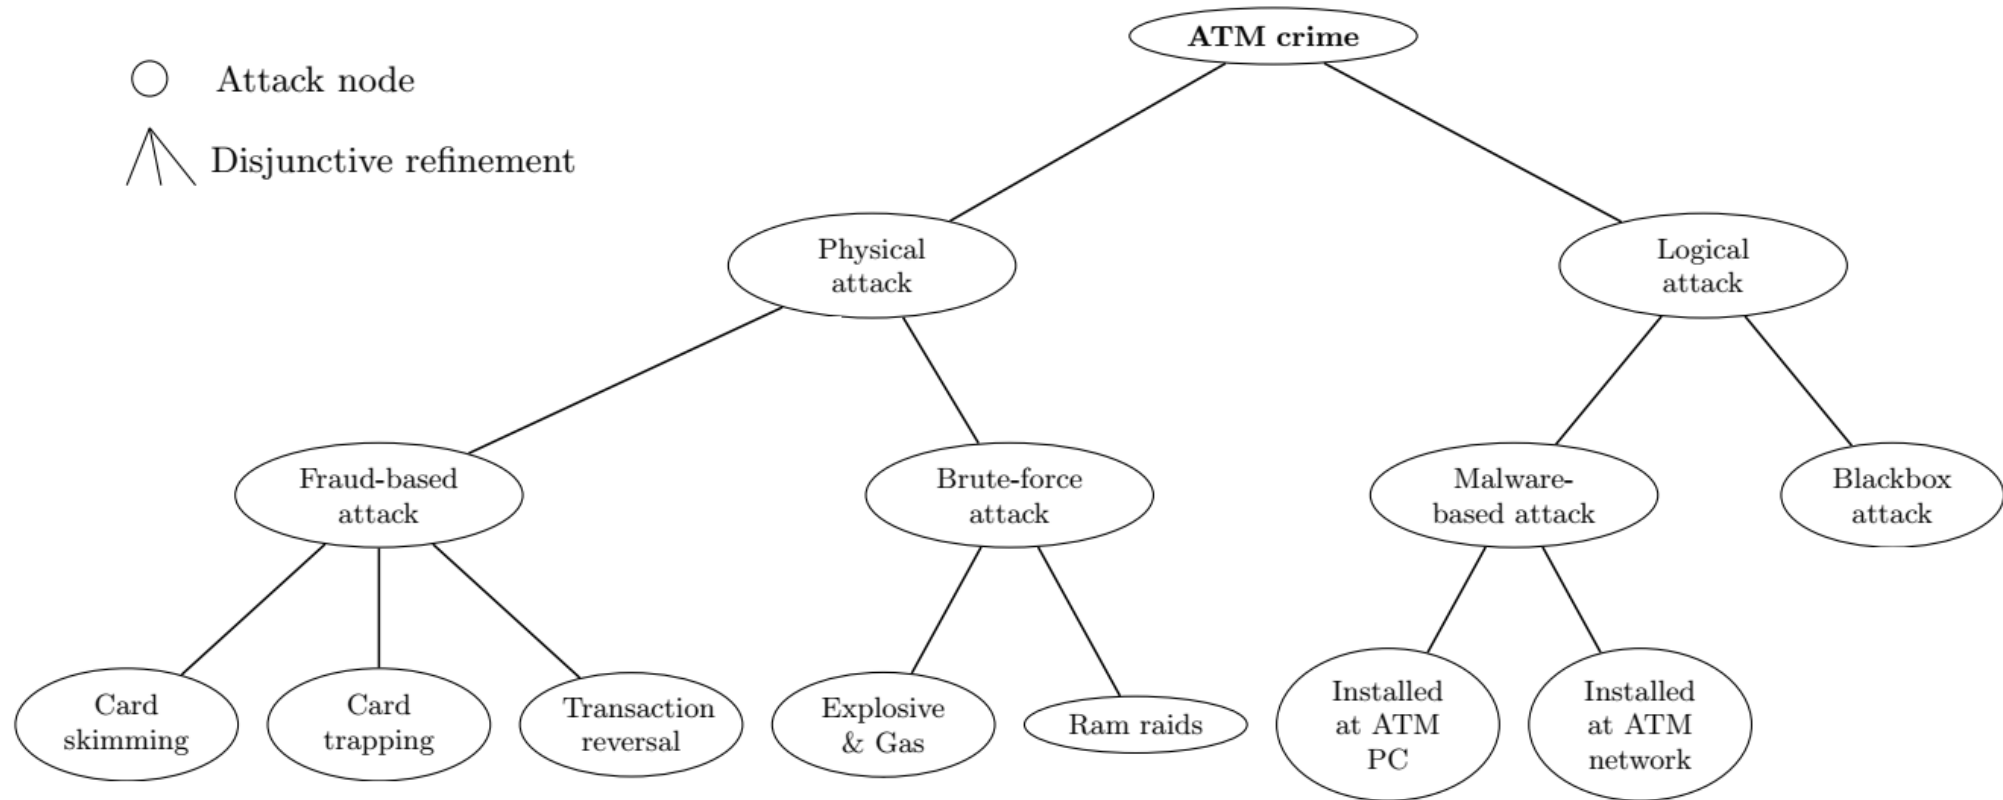 ATM crime
Attack node
Disjunctive refinement
Physical
attack
Logical
attack
Fraud-based
attack
Brute-force
attack
Malware-
based attack
Blackbox
attack
Card
skimming
Card
trapping
Transaction
reversal
Explosive
& Gas
Ram raids
Installed
at ATM
PC
Installed
at ATM
network